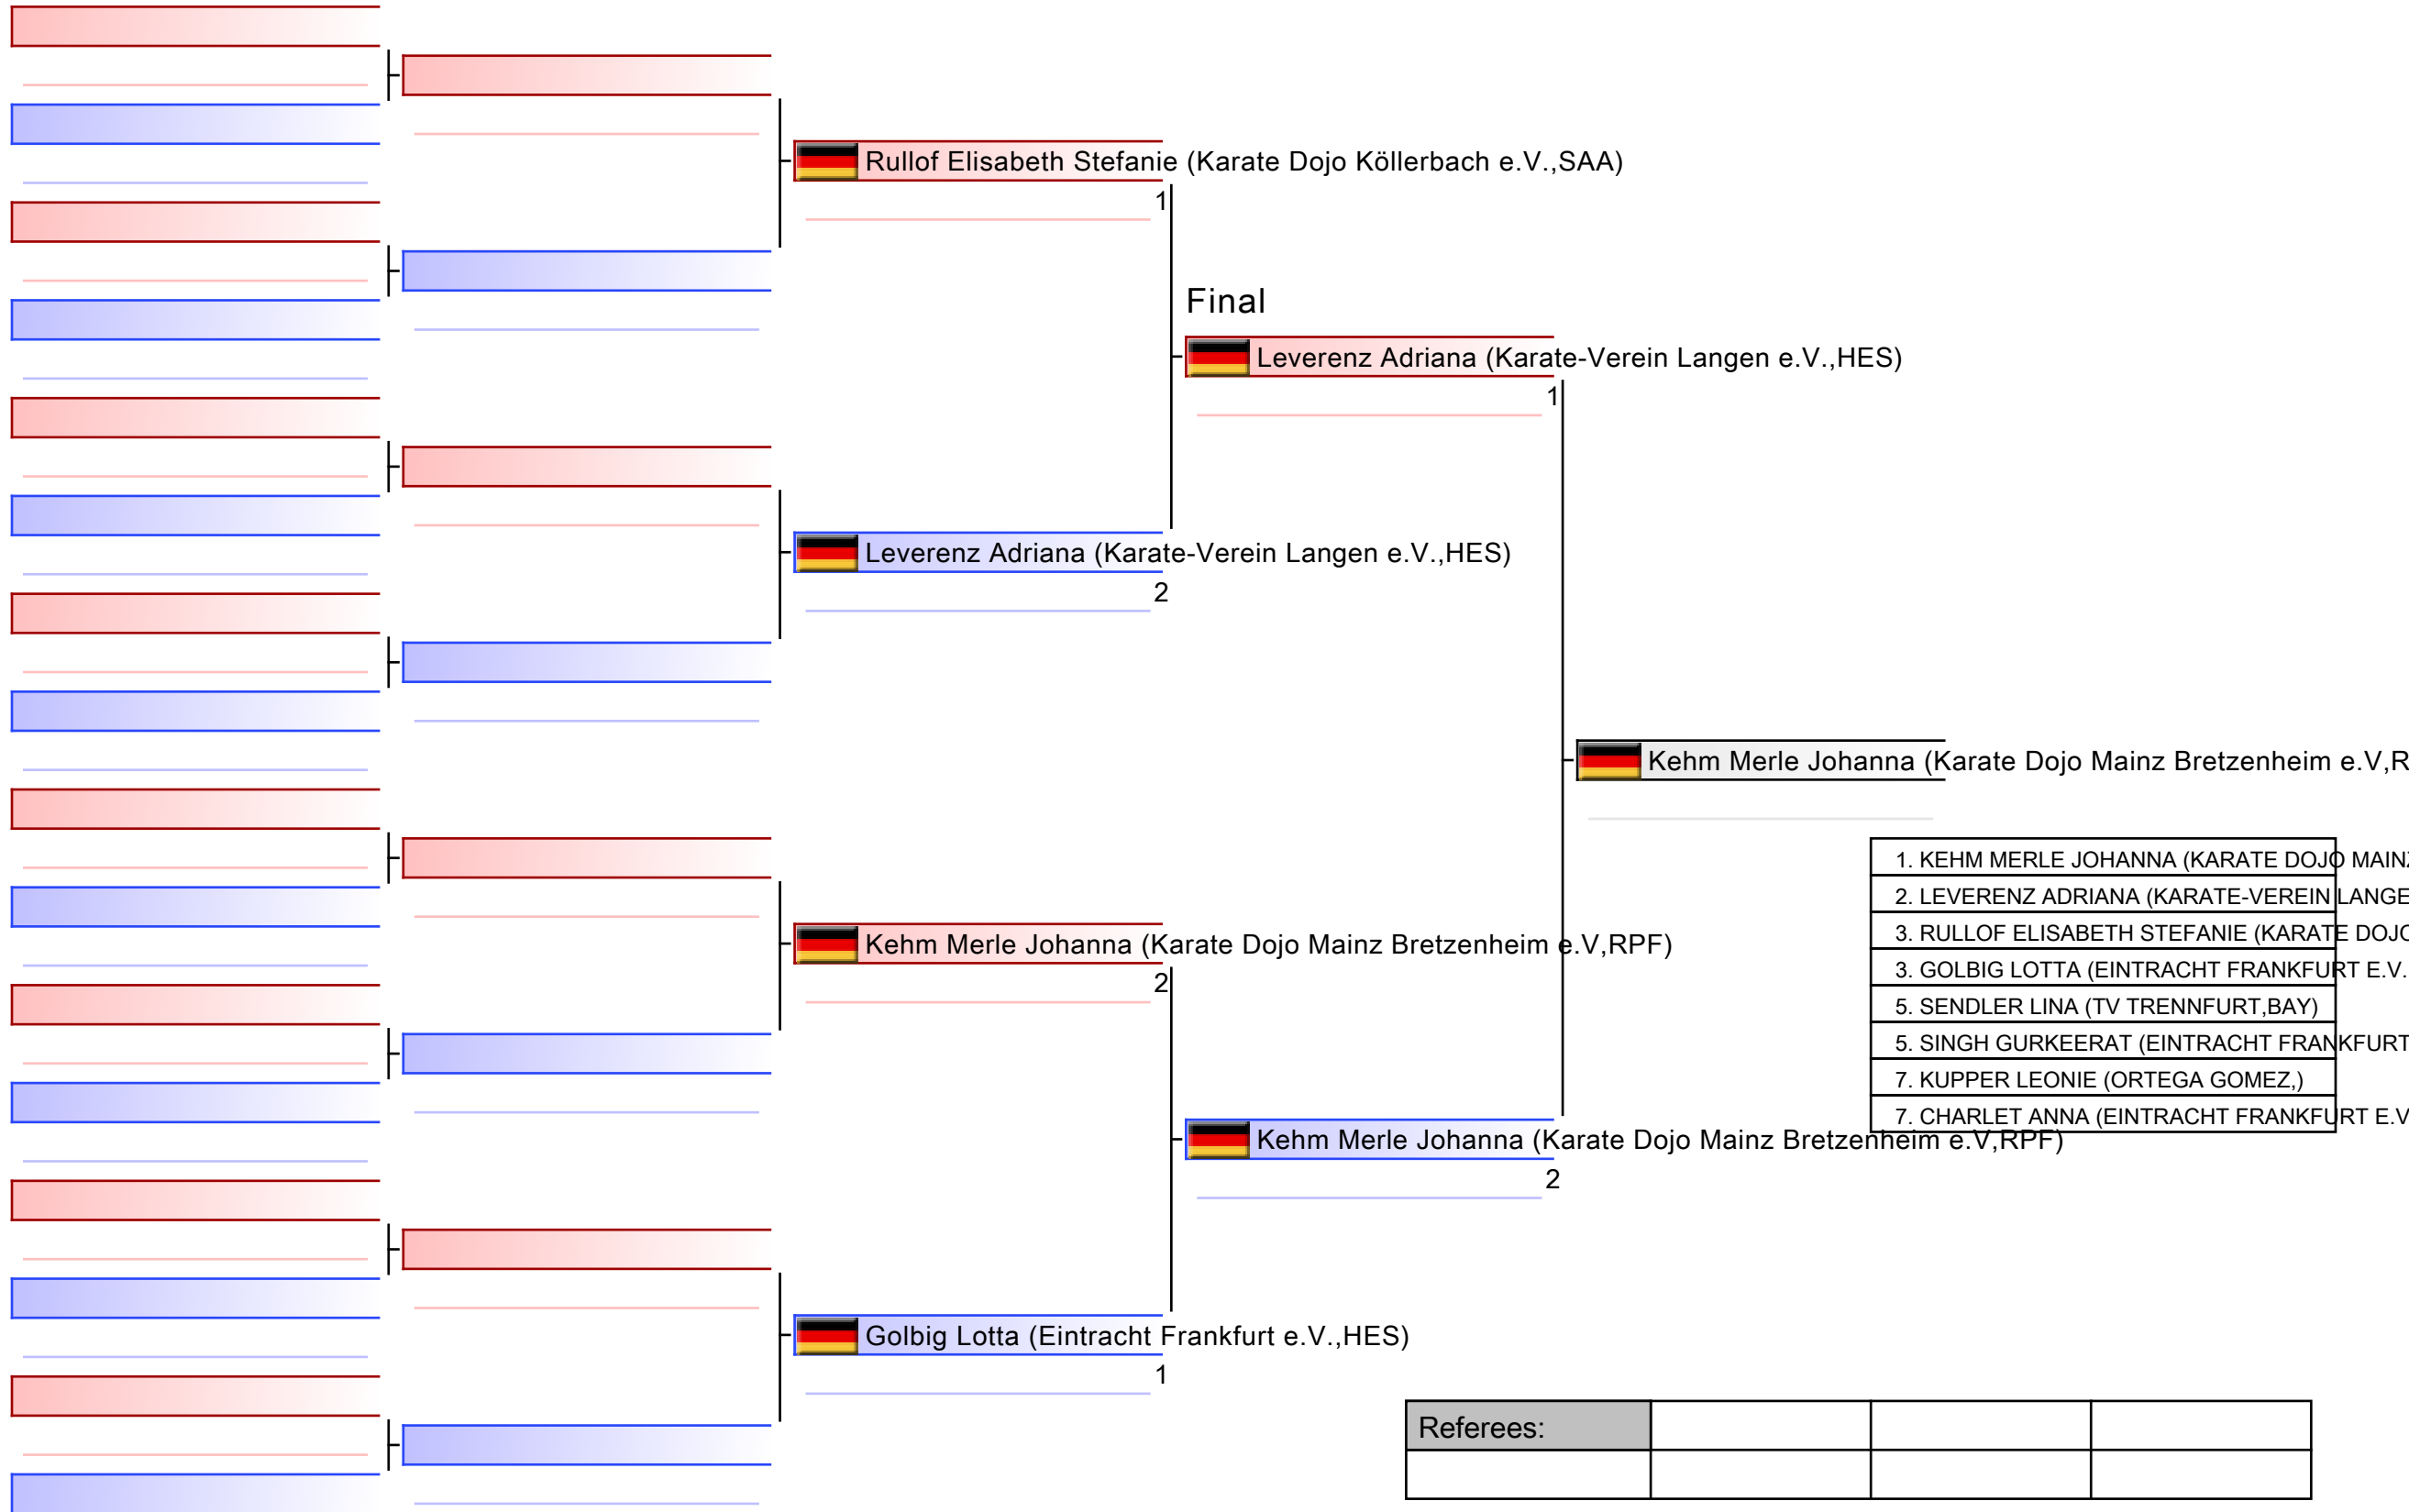 Rullof Elisabeth Stefanie (Karate Dojo Köllerbach e.V.,SAA)
1
Final
Leverenz Adriana (Karate-Verein Langen e.V.,HES)
1
Leverenz Adriana (Karate-Verein Langen e.V.,HES)
2
Kehm Merle Johanna (Karate Dojo Mainz Bretzenheim e.V,R
1. KEHM MERLE JOHANNA (KARATE DOJO MAINZ
2. LEVERENZ ADRIANA (KARATE-VEREIN LANGE
3. RULLOF ELISABETH STEFANIE (KARATE DOJO
3. GOLBIG LOTTA (EINTRACHT FRANKFURT E.V.
5. SENDLER LINA (TV TRENNFURT,BAY)
5. SINGH GURKEERAT (EINTRACHT FRANKFURT
7. KUPPER LEONIE (ORTEGA GOMEZ,)
7. CHARLET ANNA (EINTRACHT FRANKFURT E.V
Kehm Merle Johanna (Karate Dojo Mainz Bretzenheim e.V,RPF)
2
Kehm Merle Johanna (Karate Dojo Mainz Bretzenheim e.V,RPF)
2
Golbig Lotta (Eintracht Frankfurt e.V.,HES)
1
Referees: